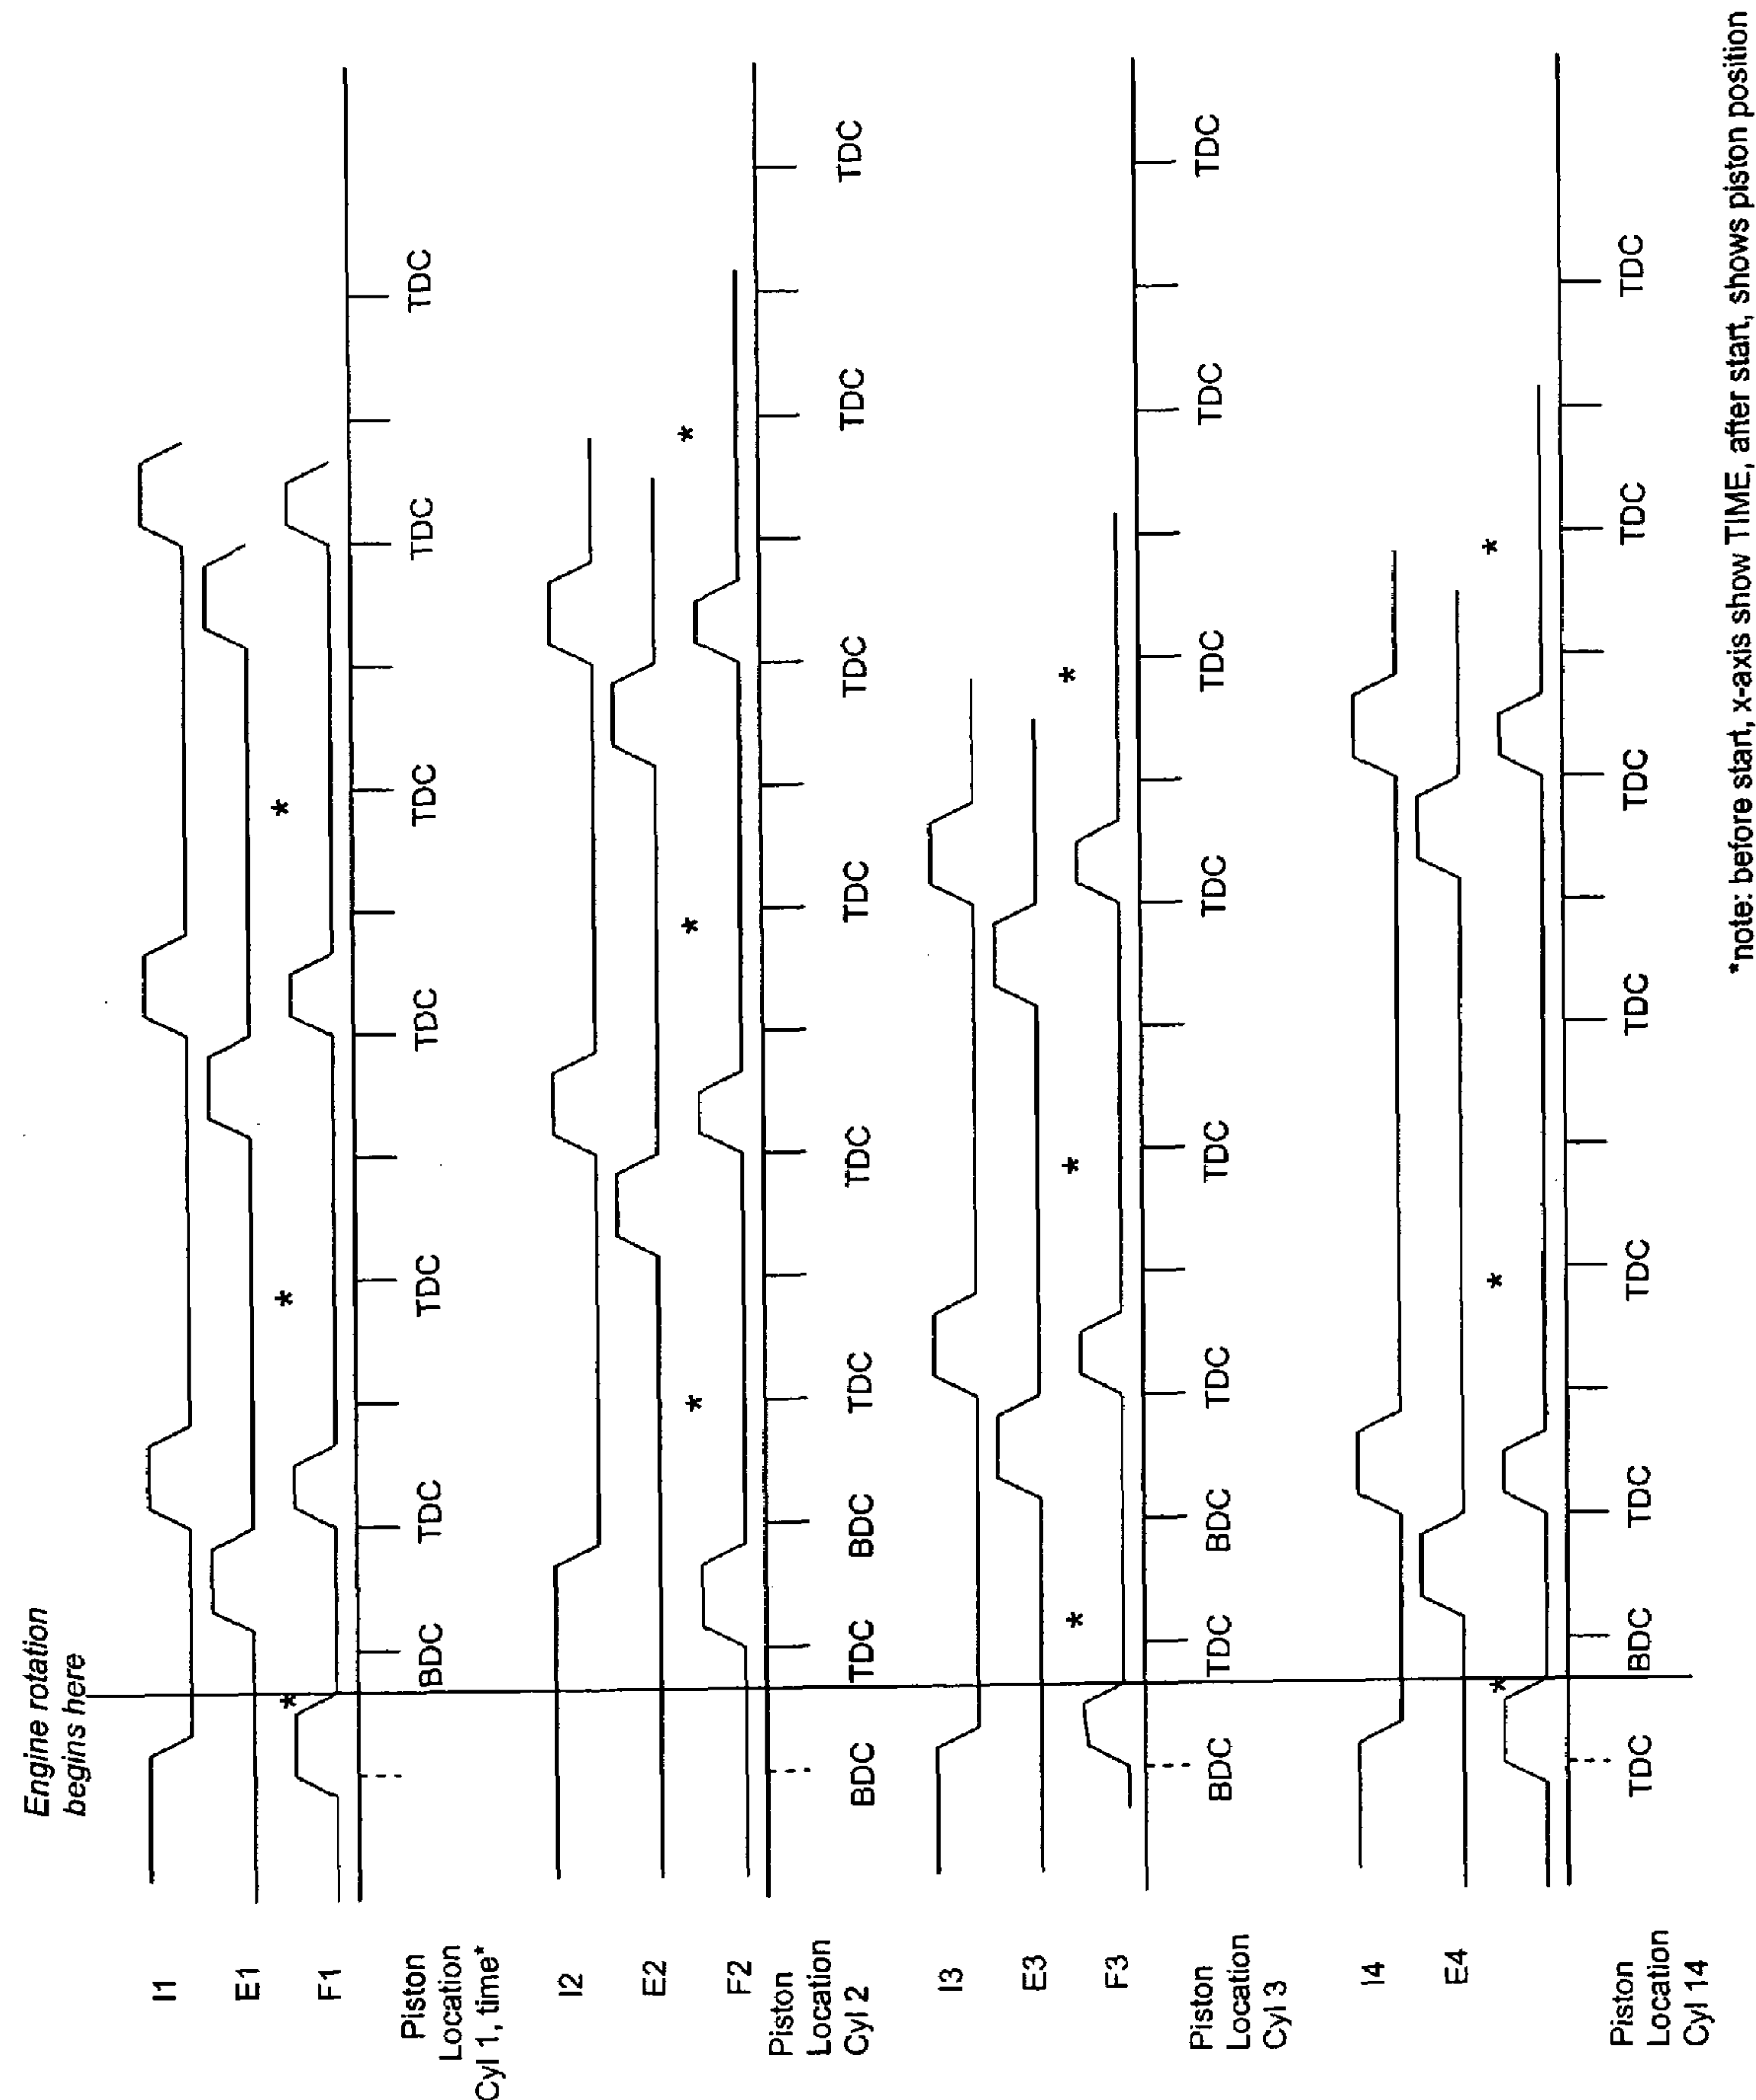 Engine rotation
begins here
I1
E1
F1
Piston
Location
Cyl 1, time*
BDC TDC TDC TDC TDC TDC TDC
I2
E2
F2
Piston
Location
Cyl 2
BDC TDC BDC TDC TDC TDC TDC TDC TDC
I3
E3
F3
Piston
Location
Cyl 3
BDC TDC BDC TDC TDC TDC TDC TDC TDC
I4
E4
Piston
Location
Cyl 14
TDC BDC TDC TDC TDC TDC TDC TDC
*note: before start, x-axis show TIME, after start, shows piston position